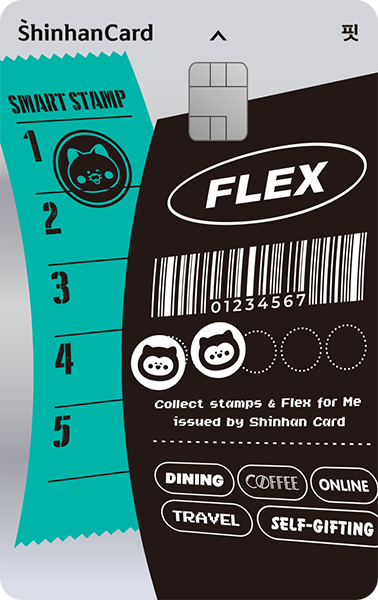 ShinhanCard
핏
SMART STAMP
1
2
3
4
5
FLEX
01234567
Collect stamps & Flex for Me
issued by Shinhan Card
DINING COFFEE ONLINE
TRAVEL SELF-GIFTING